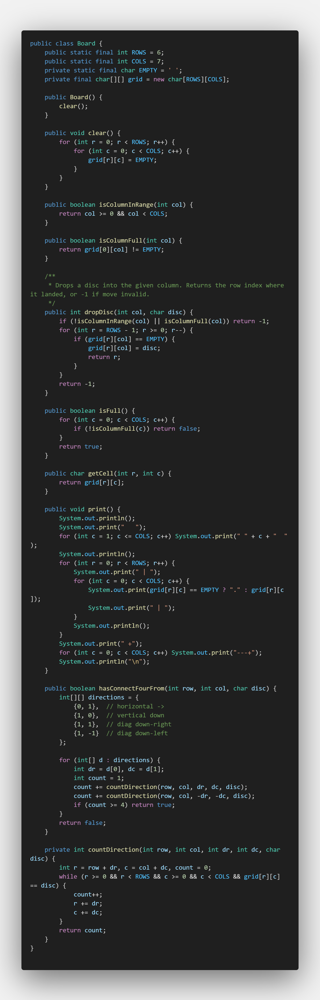 public class Board {
    public static final int ROWS = 6;
    public static final int COLS = 7;
    private static final char EMPTY = ' ';
    private final char[][] grid = new char[ROWS][COLS];

    public Board() {
        clear();
    }

    public void clear() {
        for (int r = 0; r < ROWS; r++) {
            for (int c = 0; c < COLS; c++) {
                grid[r][c] = EMPTY;
            }
        }
    }

    public boolean isColumnInRange(int col) {
        return col >= 0 && col < COLS;
    }

    public boolean isColumnFull(int col) {
        return grid[0][col] != EMPTY;
    }

    /**
     * Drops a disc into the given column. Returns the row index where
it landed, or -1 if move invalid.
     */
    public int dropDisc(int col, char disc) {
        if (!isColumnInRange(col) || isColumnFull(col)) return -1;
        for (int r = ROWS - 1; r >= 0; r--) {
            if (grid[r][col] == EMPTY) {
                grid[r][col] = disc;
                return r;
            }
        }
        return -1;
    }

    public boolean isFull() {
        for (int c = 0; c < COLS; c++) {
            if (!isColumnFull(c)) return false;
        }
        return true;
    }

    public char getCell(int r, int c) {
        return grid[r][c];
    }

    public void print() {
        System.out.println();
        System.out.print("   ");
        for (int c = 1; c <= COLS; c++) System.out.print(" " + c + "  "
);
        System.out.println();
        for (int r = 0; r < ROWS; r++) {
            System.out.print(" | ");
            for (int c = 0; c < COLS; c++) {
                System.out.print(grid[r][c] == EMPTY ? "." : grid[r][c
]);
                System.out.print(" | ");
            }
            System.out.println();
        }
        System.out.print(" +");
        for (int c = 0; c < COLS; c++) System.out.print("---+");
        System.out.println("\n");
    }

    public boolean hasConnectFourFrom(int row, int col, char disc) {
        int[][] directions = {
            {0, 1},  // horizontal ->
            {1, 0},  // vertical down
            {1, 1},  // diag down-right
            {1, -1}  // diag down-left
        };

        for (int[] d : directions) {
            int dr = d[0], dc = d[1];
            int count = 1;
            count += countDirection(row, col, dr, dc, disc);
            count += countDirection(row, col, -dr, -dc, disc);
            if (count >= 4) return true;
        }
        return false;
    }

    private int countDirection(int row, int col, int dr, int dc, char
disc) {
        int r = row + dr, c = col + dc, count = 0;
        while (r >= 0 && r < ROWS && c >= 0 && c < COLS && grid[r][c]
== disc) {
            count++;
            r += dr;
            c += dc;
        }
        return count;
    }
}